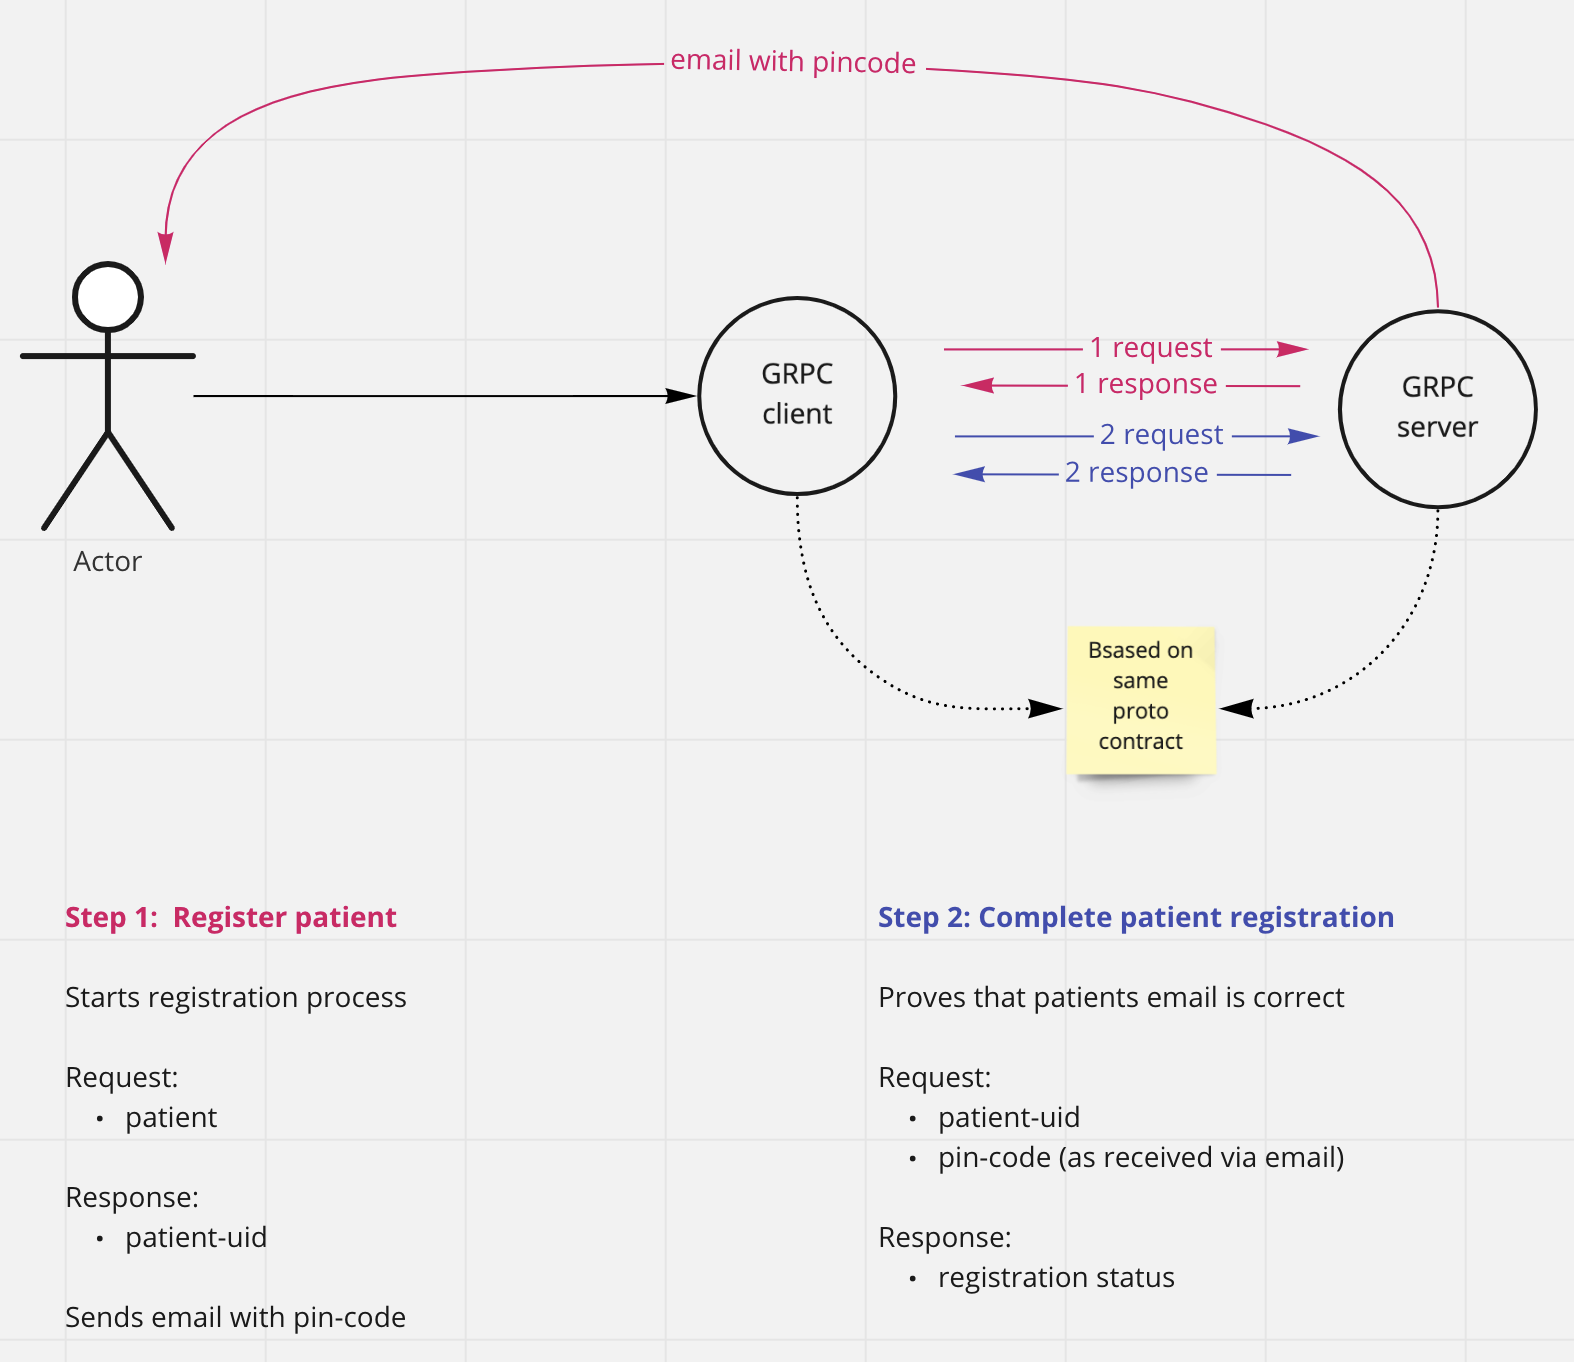 email with pincode
GRPC
client
1 request
1 response
2 request
2 response
GRPC
server
Actor
Bsased on
same
proto
contract
Step 1:  Register patient
Starts registration process
Request:
• patient
Response:
• patient-uid
Sends email with pin-code
Step 2: Complete patient registration
Proves that patients email is correct
Request:
• patient-uid
• pin-code (as received via email)
Response:
• registration status